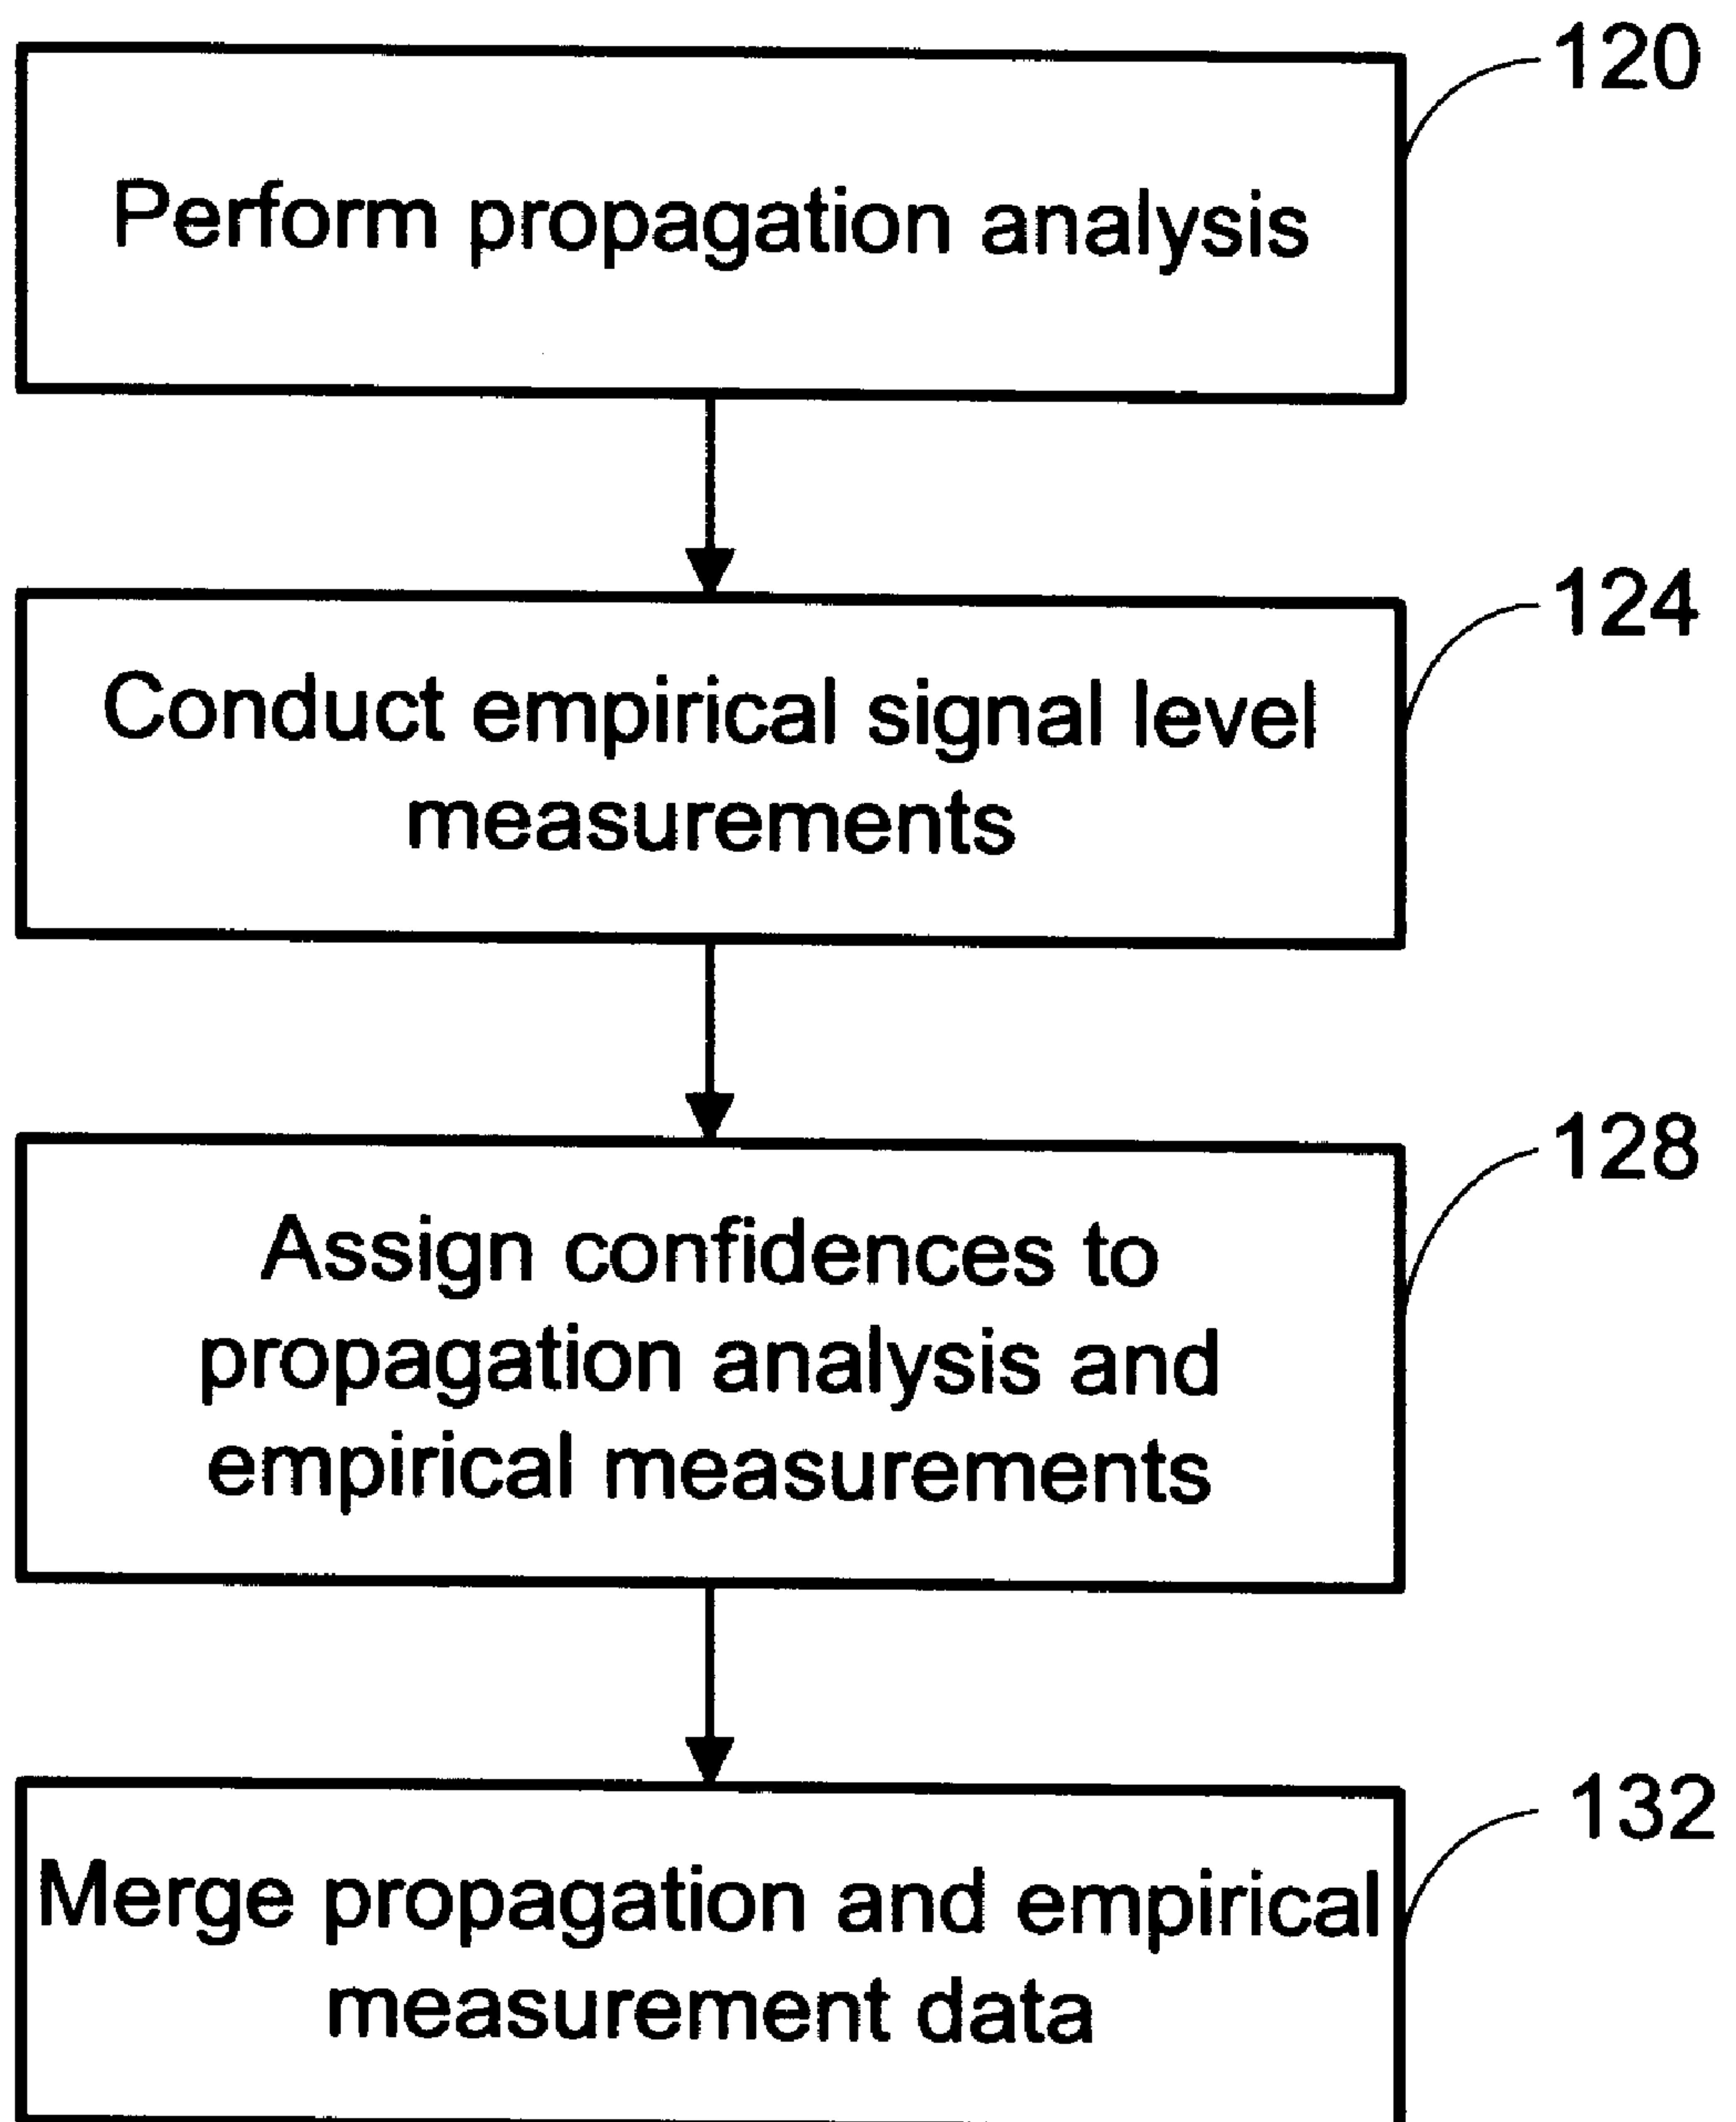 120
Perform propagation analysis
124
Conduct empirical signal level
measurements
128
Assign confidences to
propagation analysis and
empirical measurements
132
Merge propagation and empirical
measurement data